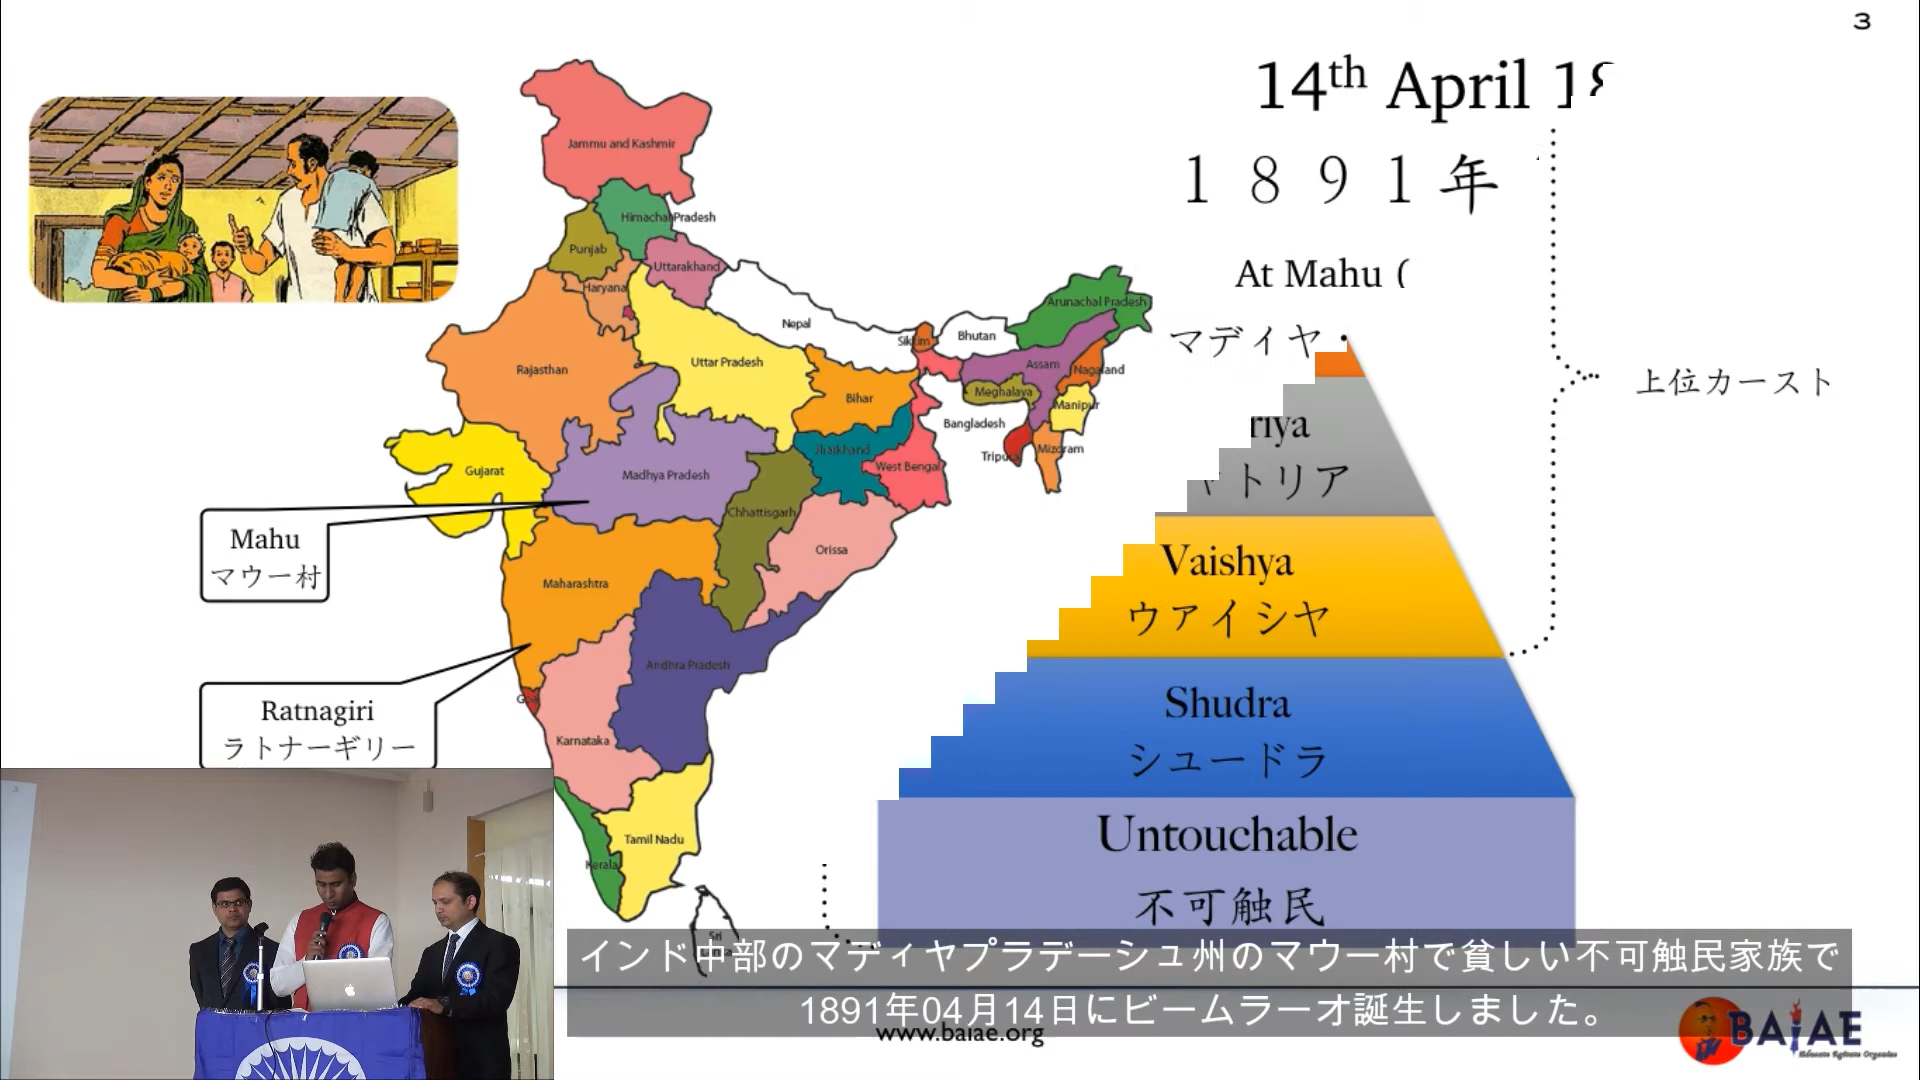 3
14th April 18
1891年
At Mahu (
マデイヤ・
Jammu and Kashmir
Himachal Pradesh
Punjab
Uttarakhand
Haryana
Rajasthan
Uttar Pradesh
Nepal
Sikkim
Bhutan
Arunachal Pradesh
Assam
Nagaland
Meghalaya
Manipur
Bihar
Bangladesh
Tripura
Mizoram
Jharkhand
West Bengal
Gujarat
Madhya Pradesh
Chhattisgarh
Orissa
Maharashtra
Andhra Pradesh
Goa
Karnataka
Tamil Nadu
Kerala
Sri
Mahu
マウー村
Ratnagiri
ラトナーギリー
上位カースト
riya
ャトリア
Vaishya
ウァイシヤ
Shudra
シュードラ
Untouchable
不可触民
インド中部のマディヤプラデーシュ州のマウー村で貧しい不可触民家族で
1891年04月14日にビームラーオ誕生しました。
www.baiae.org
BAIAE
Educate Agitate Organize